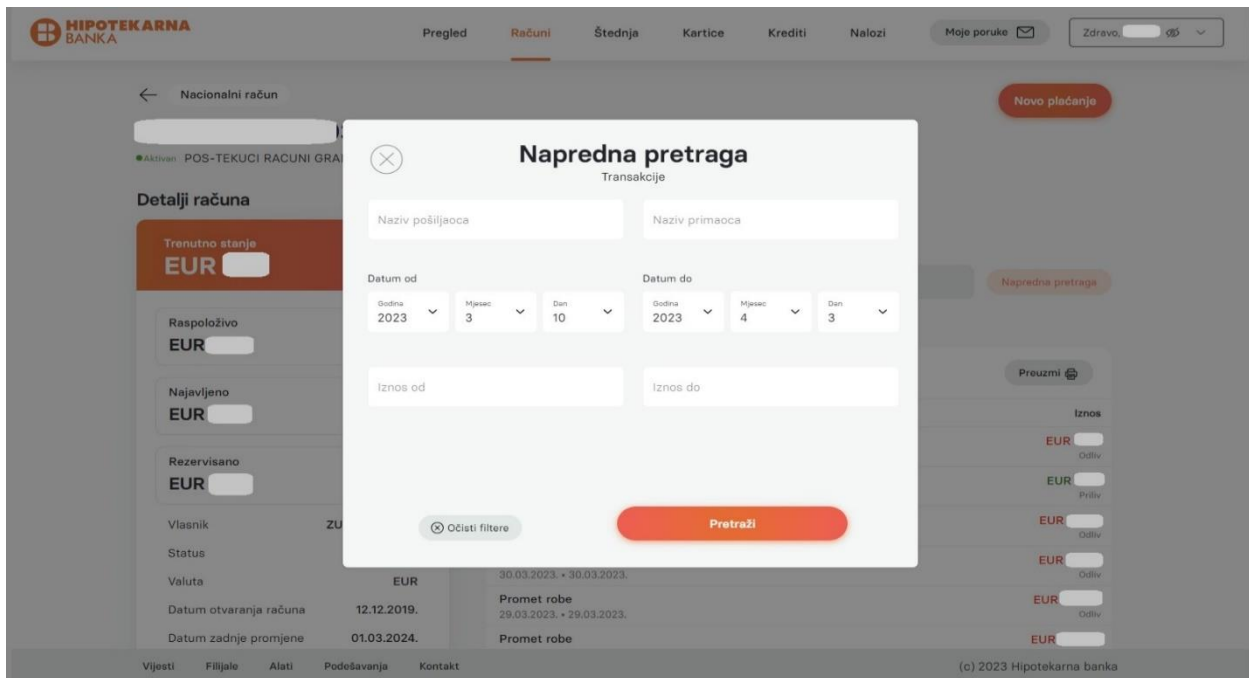 HIPOTEKARNA
BANKA
Pregled Računi Štednja Kartice Krediti Nalozi Moje poruke Zdravo,
Nacionalni račun
Novo plaćanje
Aktivan POS-TEKUCI RACUNI GRA
Detalji računa
Trenutno stanje
EUR
Raspoloživo
EUR
Najavljeno
EUR
Rezervisano
EUR
Vlasnik ZU
Status
Valuta EUR
Datum otvaranja računa 12.12.2019.
Datum zadnje promjene 01.03.2024.
Napredna pretraga
Transakcije
Naziv pošiljaoca Naziv primaoca
Datum od Datum do
Godina Mjesec Dan Godina Mjesec Dan
2023 3 10 2023 4 3
Iznos od Iznos do
Očisti filtere Pretraži
Napredna pretraga
Preuzmi
Iznos
EUR
Odliv
EUR
Priliv
EUR
Odliv
EUR
30.03.2023. • 30.03.2023. Odliv
Promet robe EUR
29.03.2023. • 29.03.2023. Odliv
Promet robe EUR
Vijesti Filijale Alati Podešavanja Kontakt (c) 2023 Hipotekarna banka